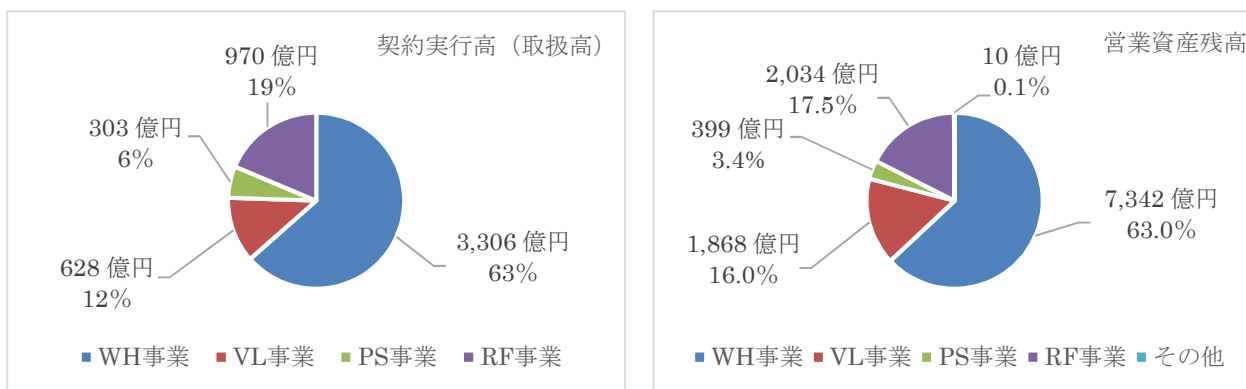 契約実行高（取扱高）
970 億円
19%
303 億円
6%
628 億円
12%
3,306 億円
63%
WH事業 VL事業 PS事業 RF事業
営業資産残高
10 億円
0.1%
2,034 億円
17.5%
399 億円
3.4%
1,868 億円
16.0%
7,342 億円
63.0%
WH事業 VL事業 PS事業 RF事業 その他